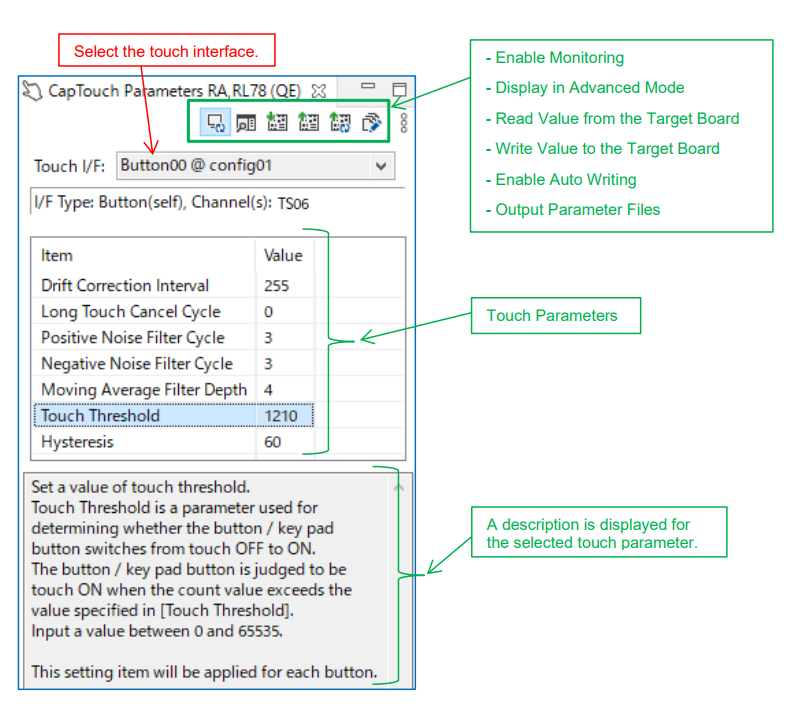 Select the touch interface.
- Enable Monitoring
- Display in Advanced Mode
- Read Value from the Target Board
- Write Value to the Target Board
- Enable Auto Writing
- Output Parameter Files
CapTouch Parameters RA,RL78 (QE)
Touch I/F: Button00 @ config01
I/F Type: Button(self), Channel(s): TS06
Item Value
Drift Correction Interval 255
Long Touch Cancel Cycle 0
Positive Noise Filter Cycle 3
Negative Noise Filter Cycle 3
Moving Average Filter Depth 4
Touch Threshold 1210
Hysteresis 60
Touch Parameters
Set a value of touch threshold.
Touch Threshold is a parameter used for
determining whether the button / key pad
button switches from touch OFF to ON.
The button / key pad button is judged to be
touch ON when the count value exceeds the
value specified in [Touch Threshold].
Input a value between 0 and 65535.
This setting item will be applied for each button.
A description is displayed for
the selected touch parameter.